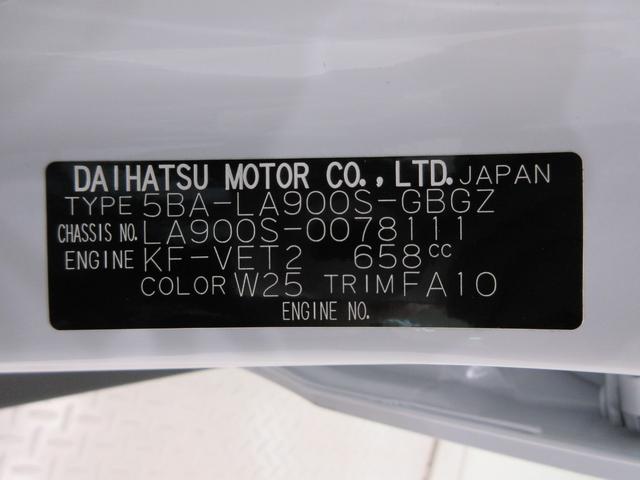 DAIHATSU MOTOR CO., LTD. JAPAN
TYPE 5BA-LA900S-GBGZ
CHASSIS NO. LA900S-0078111
ENGINE KF-VET2 658cc
COLOR W25 TRIM FA10
ENGINE NO.